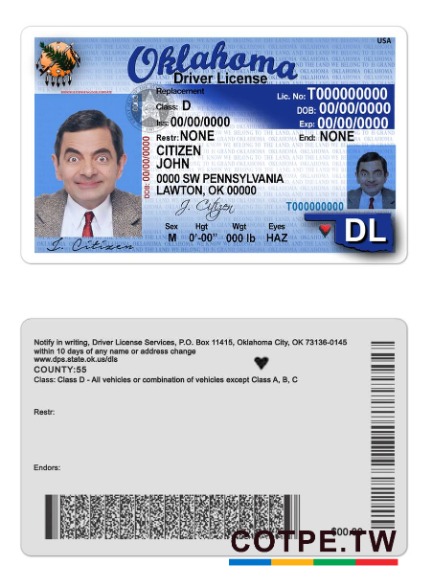 USA
Oklahoma
Driver License
Replacement
Lic. No: T000000000
Class: D
DOB: 00/00/0000
Iss: 00/00/0000
Exp: 00/00/0000
Restr: NONE
End: NONE
CITIZEN
JOHN
0000 SW PENNSYLVANIA
LAWTON, OK 00000
DOB: 00/00/0000
J. Citizen
T000000000
Sex Hgt Wgt Eyes
M 0'-00" 000 lb HAZ
DL
J. Citizen
Notify in writing, Driver License Services, P.O. Box 11415, Oklahoma City, OK 73136-0145
within 10 days of any name or address change
www.dps.state.ok.us/dls
COUNTY:55
Class: Class D - All vehicles or combination of vehicles except Class A, B, C
Restr:
Endors:
COTPE.TW